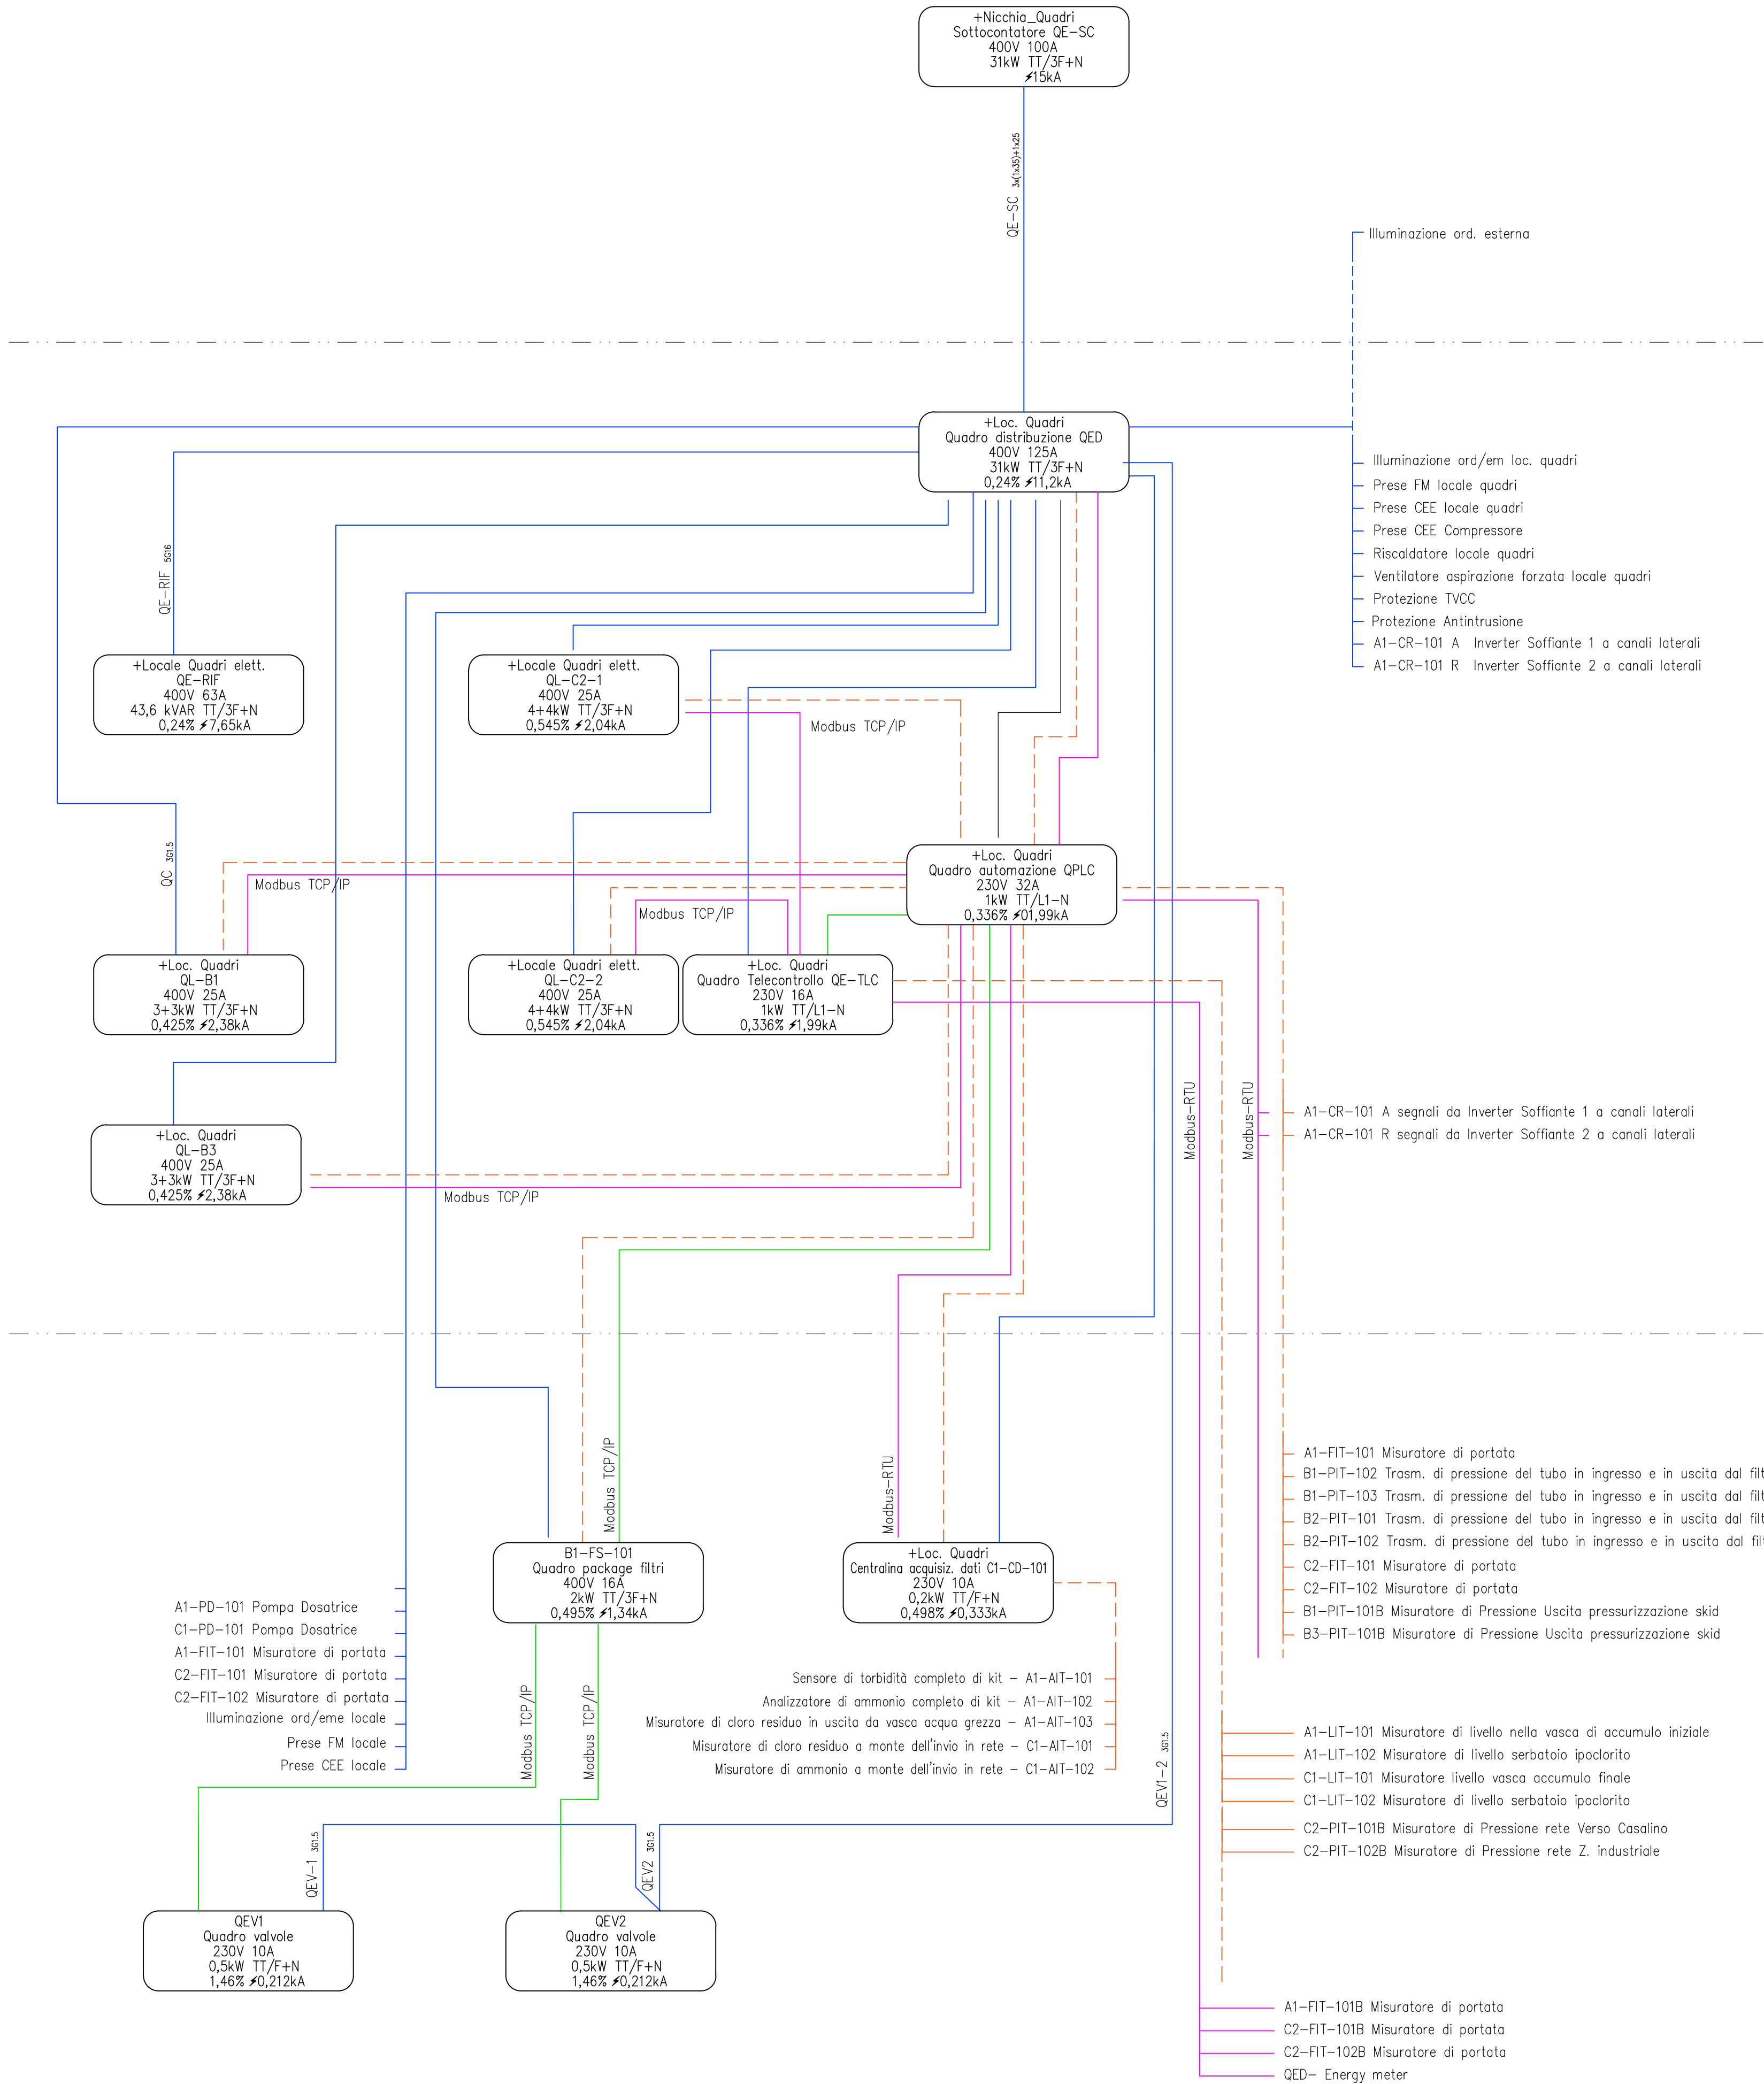 +Nicchia_Quadri
Sottocontatore QE-SC
400V 100A
31kW TT/3F+N
⚡15kA
QE-SC 3x(1x35)+1x25
Illuminazione ord. esterna
+Loc. Quadri
Quadro distribuzione QED
400V 125A
31kW TT/3F+N
0,24% ⚡11,2kA
Illuminazione ord/em loc. quadri
Prese FM locale quadri
Prese CEE locale quadri
Prese CEE Compressore
Riscaldatore locale quadri
Ventilatore aspirazione forzata locale quadri
Protezione TVCC
Protezione Antintrusione
A1-CR-101 A Inverter Soffiante 1 a canali laterali
A1-CR-101 R Inverter Soffiante 2 a canali laterali
QE-RIF 5G16
+Locale Quadri elett.
QE-RIF
400V 63A
43,6 kVAR TT/3F+N
0,24% ⚡7,65kA
+Locale Quadri elett.
QL-C2-1
400V 25A
4+4kW TT/3F+N
0,545% ⚡2,04kA
Modbus TCP/IP
QC 3G1.5
Modbus TCP/IP
Modbus TCP/IP
+Loc. Quadri
Quadro automazione QPLC
230V 32A
1kW TT/L1-N
0,336% ⚡01,99kA
+Loc. Quadri
QL-B1
400V 25A
3+3kW TT/3F+N
0,425% ⚡2,38kA
+Locale Quadri elett.
QL-C2-2
400V 25A
4+4kW TT/3F+N
0,545% ⚡2,04kA
+Loc. Quadri
Quadro Telecontrollo QE-TLC
230V 16A
1kW TT/L1-N
0,336% ⚡1,99kA
+Loc. Quadri
QL-B3
400V 25A
3+3kW TT/3F+N
0,425% ⚡2,38kA
Modbus TCP/IP
Modbus-RTU
Modbus-RTU
A1-CR-101 A segnali da Inverter Soffiante 1 a canali laterali
A1-CR-101 R segnali da Inverter Soffiante 2 a canali laterali
Modbus TCP/IP
Modbus-RTU
A1-FIT-101 Misuratore di portata
B1-PIT-102 Trasm. di pressione del tubo in ingresso e in uscita dal filt
B1-PIT-103 Trasm. di pressione del tubo in ingresso e in uscita dal filt
B2-PIT-101 Trasm. di pressione del tubo in ingresso e in uscita dal filt
B2-PIT-102 Trasm. di pressione del tubo in ingresso e in uscita dal filt
C2-FIT-101 Misuratore di portata
C2-FIT-102 Misuratore di portata
B1-PIT-101B Misuratore di Pressione Uscita pressurizzazione skid
B3-PIT-101B Misuratore di Pressione Uscita pressurizzazione skid
B1-FS-101
Quadro package filtri
400V 16A
2kW TT/3F+N
0,495% ⚡1,34kA
+Loc. Quadri
Centralina acquisiz. dati C1-CD-101
230V 10A
0,2kW TT/F+N
0,498% ⚡0,333kA
A1-PD-101 Pompa Dosatrice
C1-PD-101 Pompa Dosatrice
A1-FIT-101 Misuratore di portata
C2-FIT-101 Misuratore di portata
C2-FIT-102 Misuratore di portata
Illuminazione ord/eme locale
Prese FM locale
Prese CEE locale
Modbus TCP/IP
Modbus TCP/IP
Sensore di torbidità completo di kit - A1-AIT-101
Analizzatore di ammonio completo di kit - A1-AIT-102
Misuratore di cloro residuo in uscita da vasca acqua grezza - A1-AIT-103
Misuratore di cloro residuo a monte dell'invio in rete - C1-AIT-101
Misuratore di ammonio a monte dell'invio in rete - C1-AIT-102
QEV1-2 3G1.5
A1-LIT-101 Misuratore di livello nella vasca di accumulo iniziale
A1-LIT-102 Misuratore di livello serbatoio ipoclorito
C1-LIT-101 Misuratore livello vasca accumulo finale
C1-LIT-102 Misuratore di livello serbatoio ipoclorito
C2-PIT-101B Misuratore di Pressione rete Verso Casalino
C2-PIT-102B Misuratore di Pressione rete Z. industriale
QEV-1 3G1.5
QEV2 3G1.5
QEV1
Quadro valvole
230V 10A
0,5kW TT/F+N
1,46% ⚡0,212kA
QEV2
Quadro valvole
230V 10A
0,5kW TT/F+N
1,46% ⚡0,212kA
A1-FIT-101B Misuratore di portata
C2-FIT-101B Misuratore di portata
C2-FIT-102B Misuratore di portata
QED- Energy meter